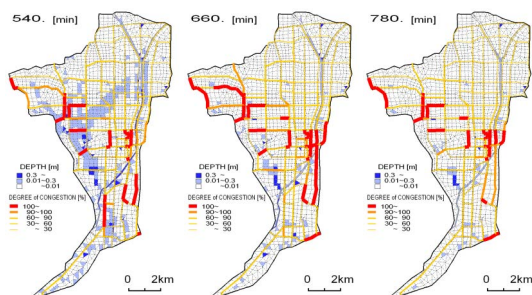 540. [min]
DEPTH [m]
0.3 ~
0.01~0.3
~0.01
DEGREE of CONGESTION [%]
100~
90~100
60~ 90
30~ 60
~ 30
0 2km
660. [min]
DEPTH [m]
0.3 ~
0.01~0.3
~0.01
DEGREE of CONGESTION [%]
100~
90~100
60~ 90
30~ 60
~ 30
0 2km
780. [min]
DEPTH [m]
0.3 ~
0.01~0.3
~0.01
DEGREE of CONGESTION [%]
100~
90~100
60~ 90
30~ 60
~ 30
0 2km